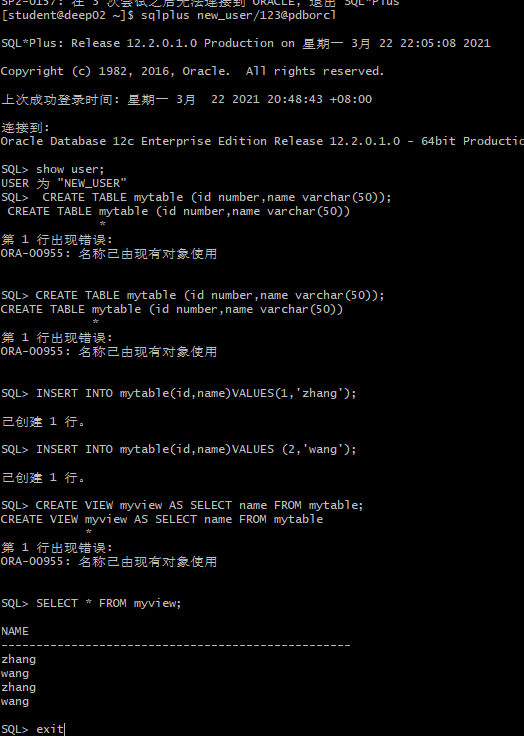 SP2-0157: 在 3 次尝试之后无法连接到 ORACLE, 退出 SQL*Plus
[student@deep02 ~]$ sqlplus new_user/123@pdborcl
SQL*Plus: Release 12.2.0.1.0 Production on 星期一 3月 22 22:05:08 2021
Copyright (c) 1982, 2016, Oracle.  All rights reserved.
上次成功登录时间: 星期一 3月  22 2021 20:48:43 +08:00
连接到:
Oracle Database 12c Enterprise Edition Release 12.2.0.1.0 - 64bit Productio
SQL> show user;
USER 为 "NEW_USER"
SQL>  CREATE TABLE mytable (id number,name varchar(50));
 CREATE TABLE mytable (id number,name varchar(50))
              *
第 1 行出现错误:
ORA-00955: 名称已由现有对象使用
SQL> CREATE TABLE mytable (id number,name varchar(50));
CREATE TABLE mytable (id number,name varchar(50))
             *
第 1 行出现错误:
ORA-00955: 名称已由现有对象使用
SQL> INSERT INTO mytable(id,name)VALUES(1,'zhang');
已创建 1 行。
SQL> INSERT INTO mytable(id,name)VALUES (2,'wang');
已创建 1 行。
SQL> CREATE VIEW myview AS SELECT name FROM mytable;
CREATE VIEW myview AS SELECT name FROM mytable
            *
第 1 行出现错误:
ORA-00955: 名称已由现有对象使用
SQL> SELECT * FROM myview;
NAME
--------------------------------------------------
zhang
wang
zhang
wang
SQL> exit